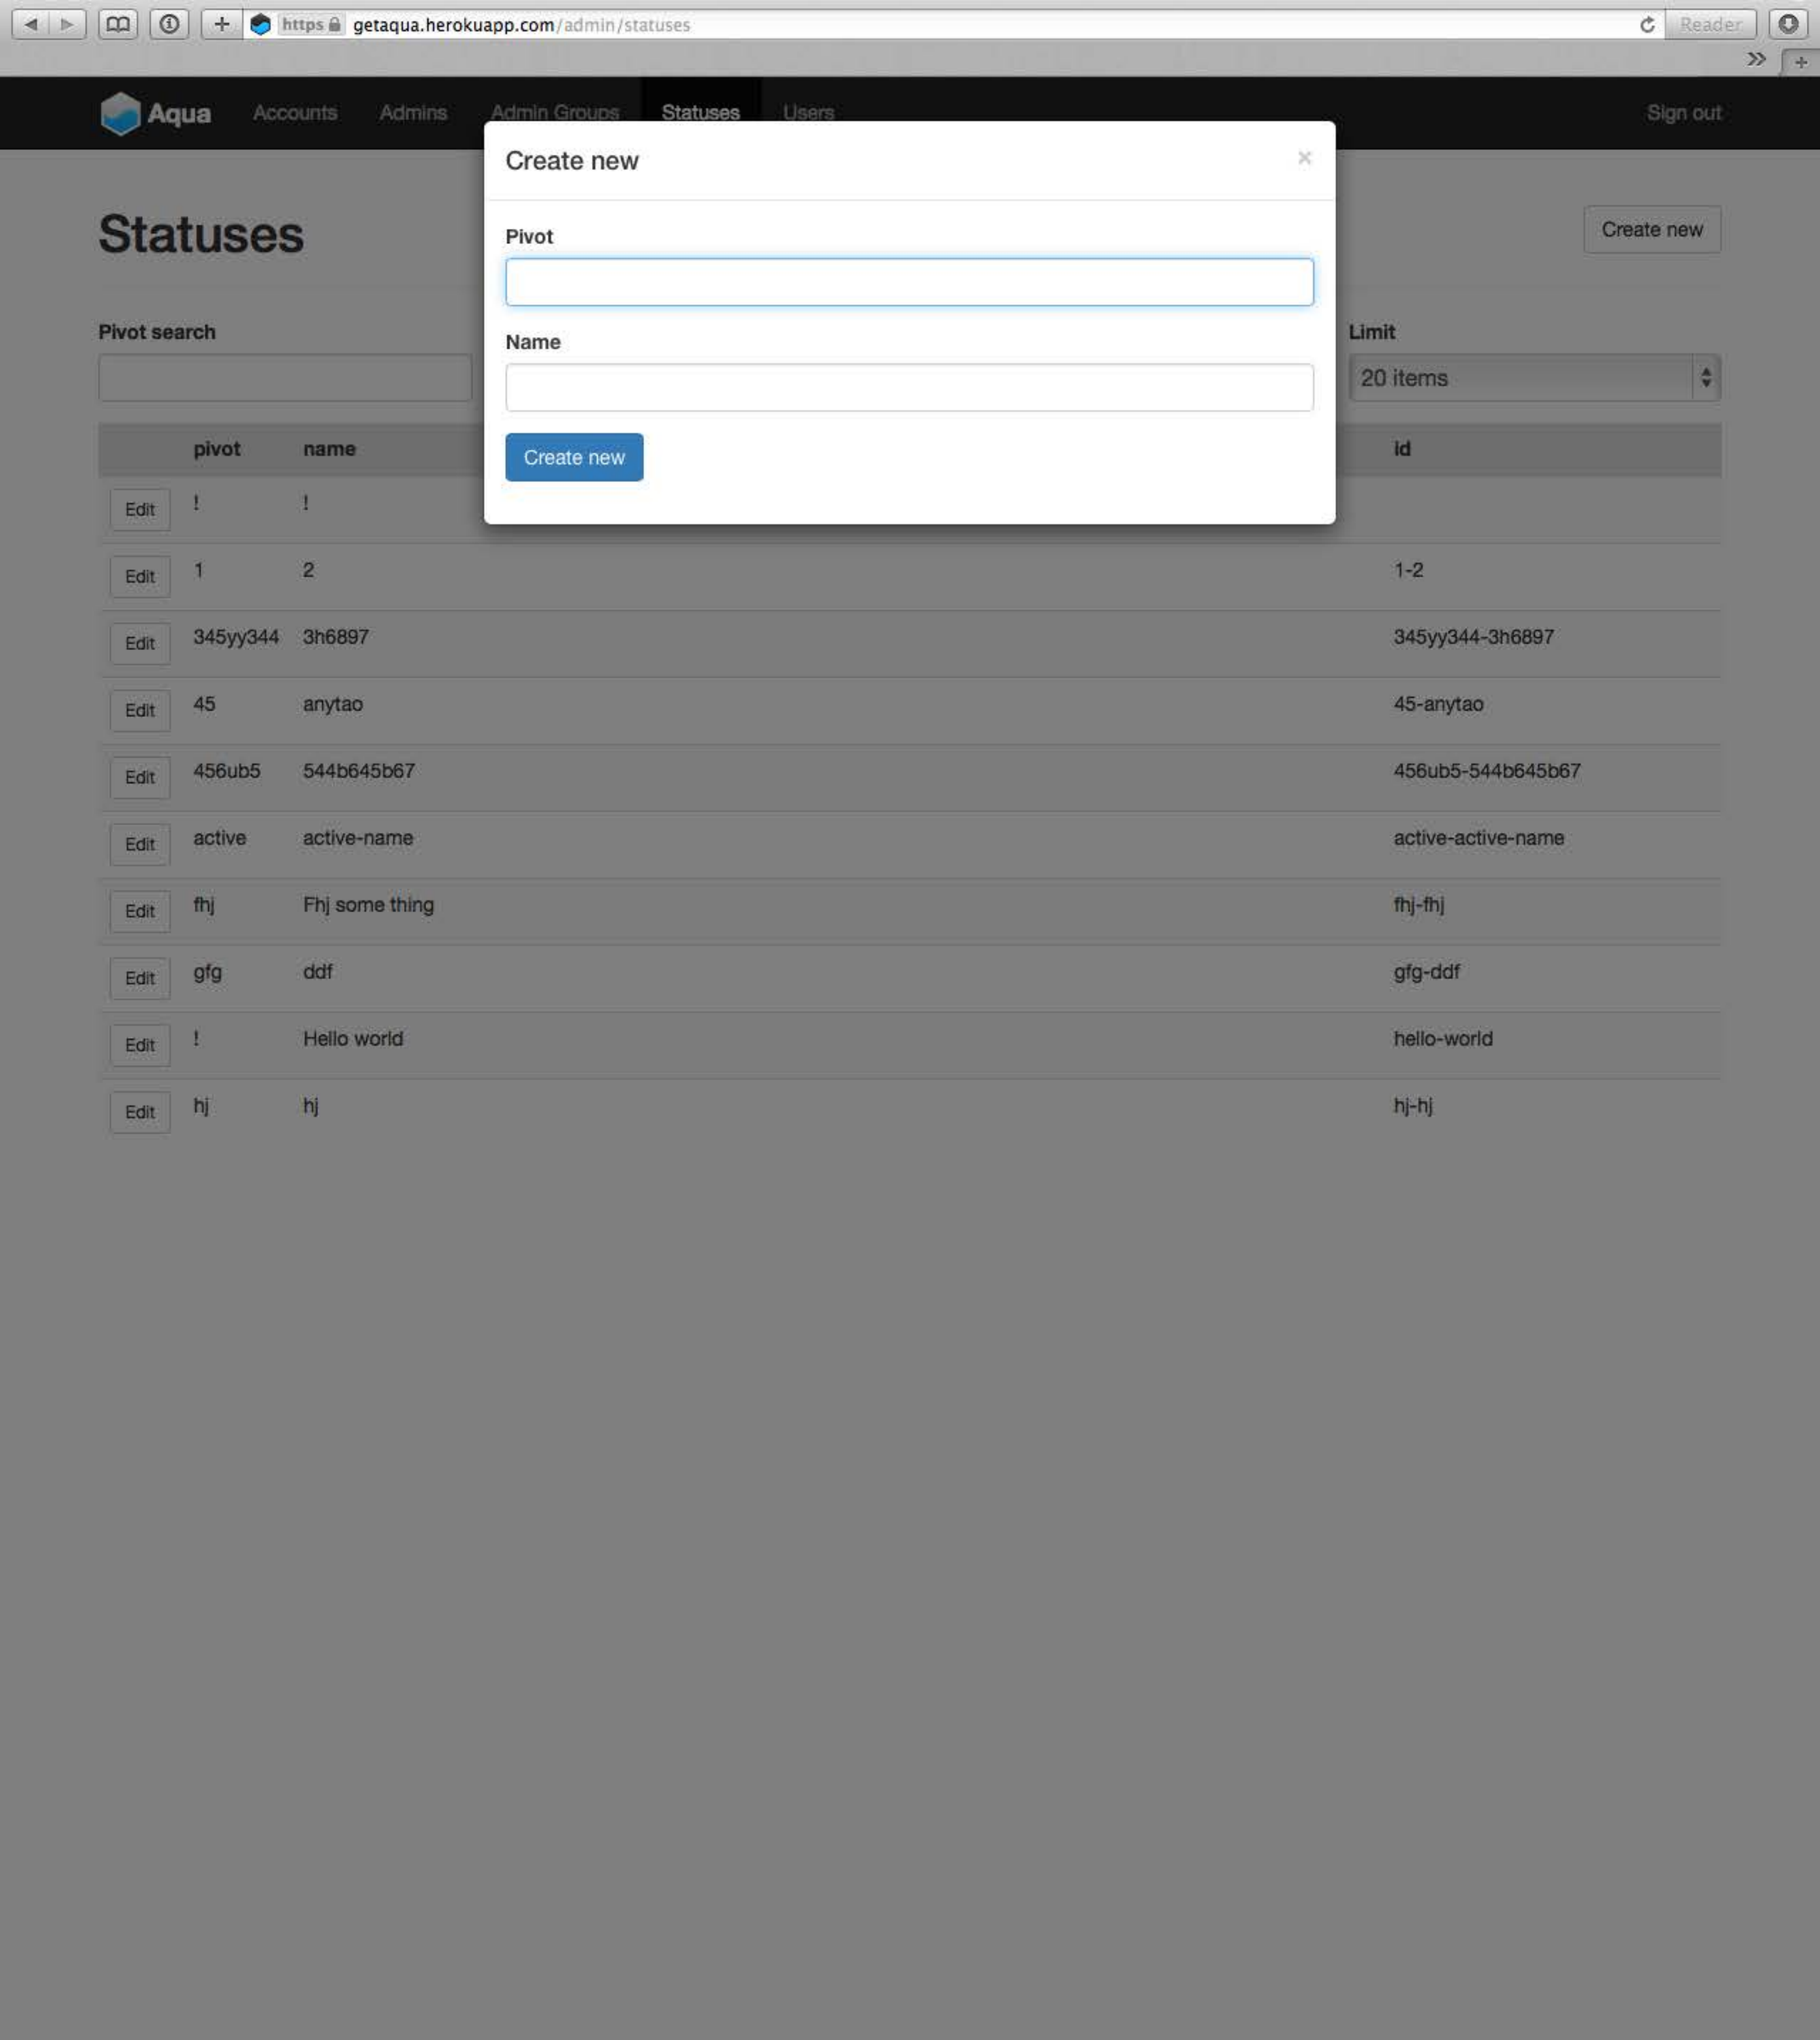 https getaqua.herokuapp.com/admin/statuses Reader
Aqua Accounts Admins Admin Groups Statuses Users Sign out
Create new ×
Statuses Create new
Pivot
Name
Create new
Pivot search Limit
20 items
pivot name id
Edit ! !
Edit 1 2 1-2
Edit 345yy344 3h6897 345yy344-3h6897
Edit 45 anytao 45-anytao
Edit 456ub5 544b645b67 456ub5-544b645b67
Edit active active-name active-active-name
Edit fhj Fhj some thing fhj-fhj
Edit gfg ddf gfg-ddf
Edit ! Hello world hello-world
Edit hj hj hj-hj